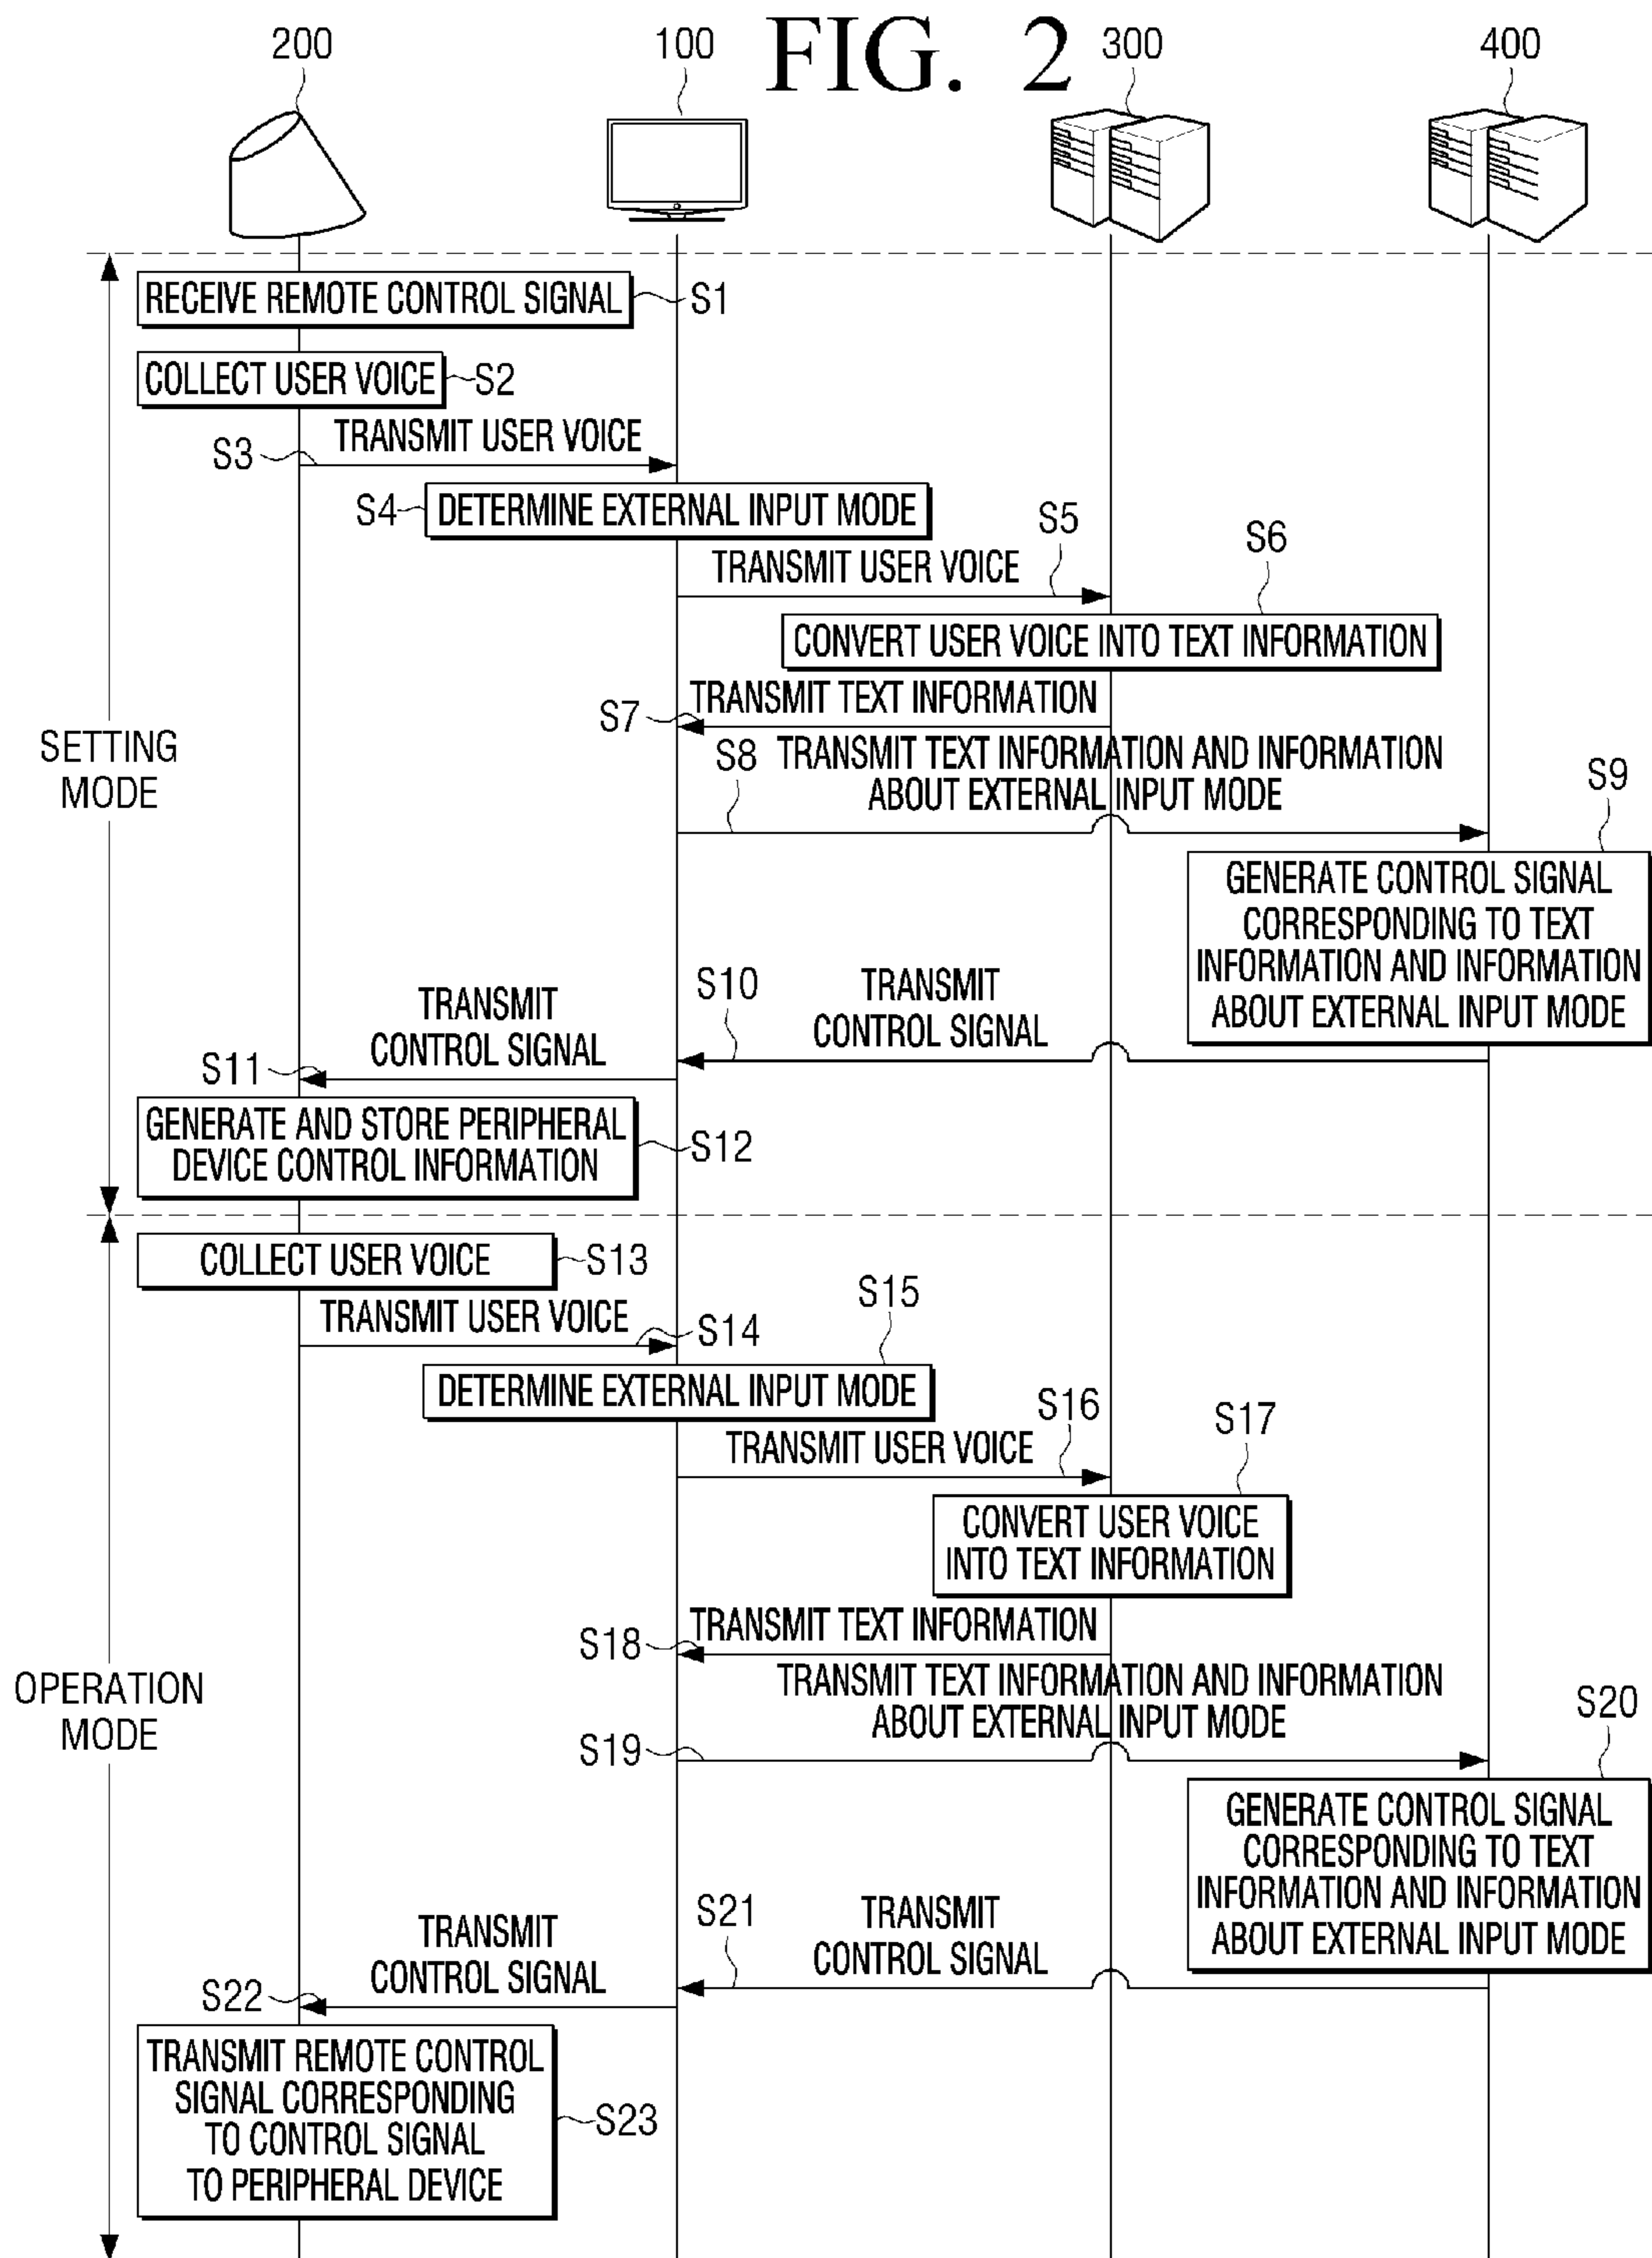 FIG. 2
200
100
300
400
RECEIVE REMOTE CONTROL SIGNAL
S1
COLLECT USER VOICE
S2
TRANSMIT USER VOICE
S3
S4
DETERMINE EXTERNAL INPUT MODE
S5
TRANSMIT USER VOICE
S6
CONVERT USER VOICE INTO TEXT INFORMATION
TRANSMIT TEXT INFORMATION
S7
SETTING
MODE
S8
TRANSMIT TEXT INFORMATION AND INFORMATION
ABOUT EXTERNAL INPUT MODE
S9
GENERATE CONTROL SIGNAL
CORRESPONDING TO TEXT
INFORMATION AND INFORMATION
ABOUT EXTERNAL INPUT MODE
S10
TRANSMIT
CONTROL SIGNAL
TRANSMIT
CONTROL SIGNAL
S11
GENERATE AND STORE PERIPHERAL
DEVICE CONTROL INFORMATION
S12
COLLECT USER VOICE
S13
TRANSMIT USER VOICE
S14
S15
DETERMINE EXTERNAL INPUT MODE
S16
TRANSMIT USER VOICE
S17
CONVERT USER VOICE
INTO TEXT INFORMATION
TRANSMIT TEXT INFORMATION
S18
OPERATION
MODE
TRANSMIT TEXT INFORMATION AND INFORMATION
ABOUT EXTERNAL INPUT MODE
S19
S20
GENERATE CONTROL SIGNAL
CORRESPONDING TO TEXT
INFORMATION AND INFORMATION
ABOUT EXTERNAL INPUT MODE
S21
TRANSMIT
CONTROL SIGNAL
TRANSMIT
CONTROL SIGNAL
S22
TRANSMIT REMOTE CONTROL
SIGNAL CORRESPONDING
TO CONTROL SIGNAL
TO PERIPHERAL DEVICE
S23